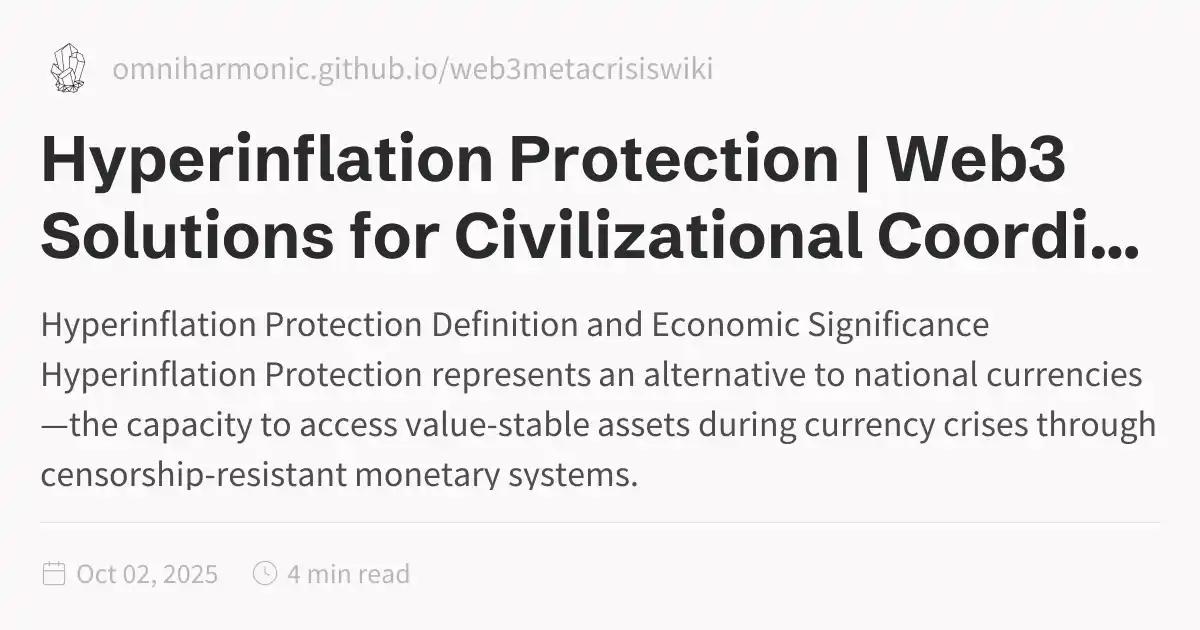 omniharmonic.github.io/web3metacrisiswiki
Hyperinflation Protection | Web3
Solutions for Civilizational Coordi...
Hyperinflation Protection Definition and Economic Significance
Hyperinflation Protection represents an alternative to national currencies
—the capacity to access value-stable assets during currency crises through
censorship-resistant monetary systems.
Oct 02, 2025
4 min read